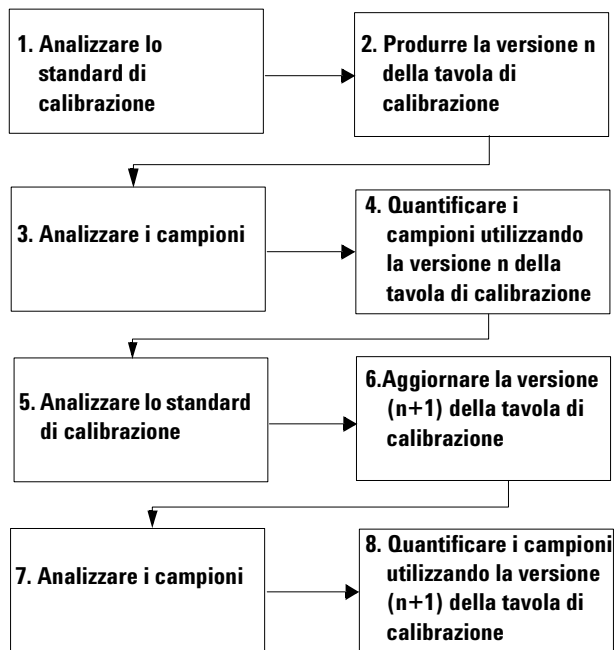 1. Analizzare lo
standard di
calibrazione
2. Produrre la versione n
della tavola di
calibrazione
3. Analizzare i campioni
4. Quantificare i
campioni utilizzando
la versione n della
tavola di calibrazione
5. Analizzare lo standard
di calibrazione
6.Aggiornare la versione
(n+1) della tavola di
calibrazione
7. Analizzare i campioni
8. Quantificare i campioni
utilizzando la versione
(n+1) della tavola di
calibrazione